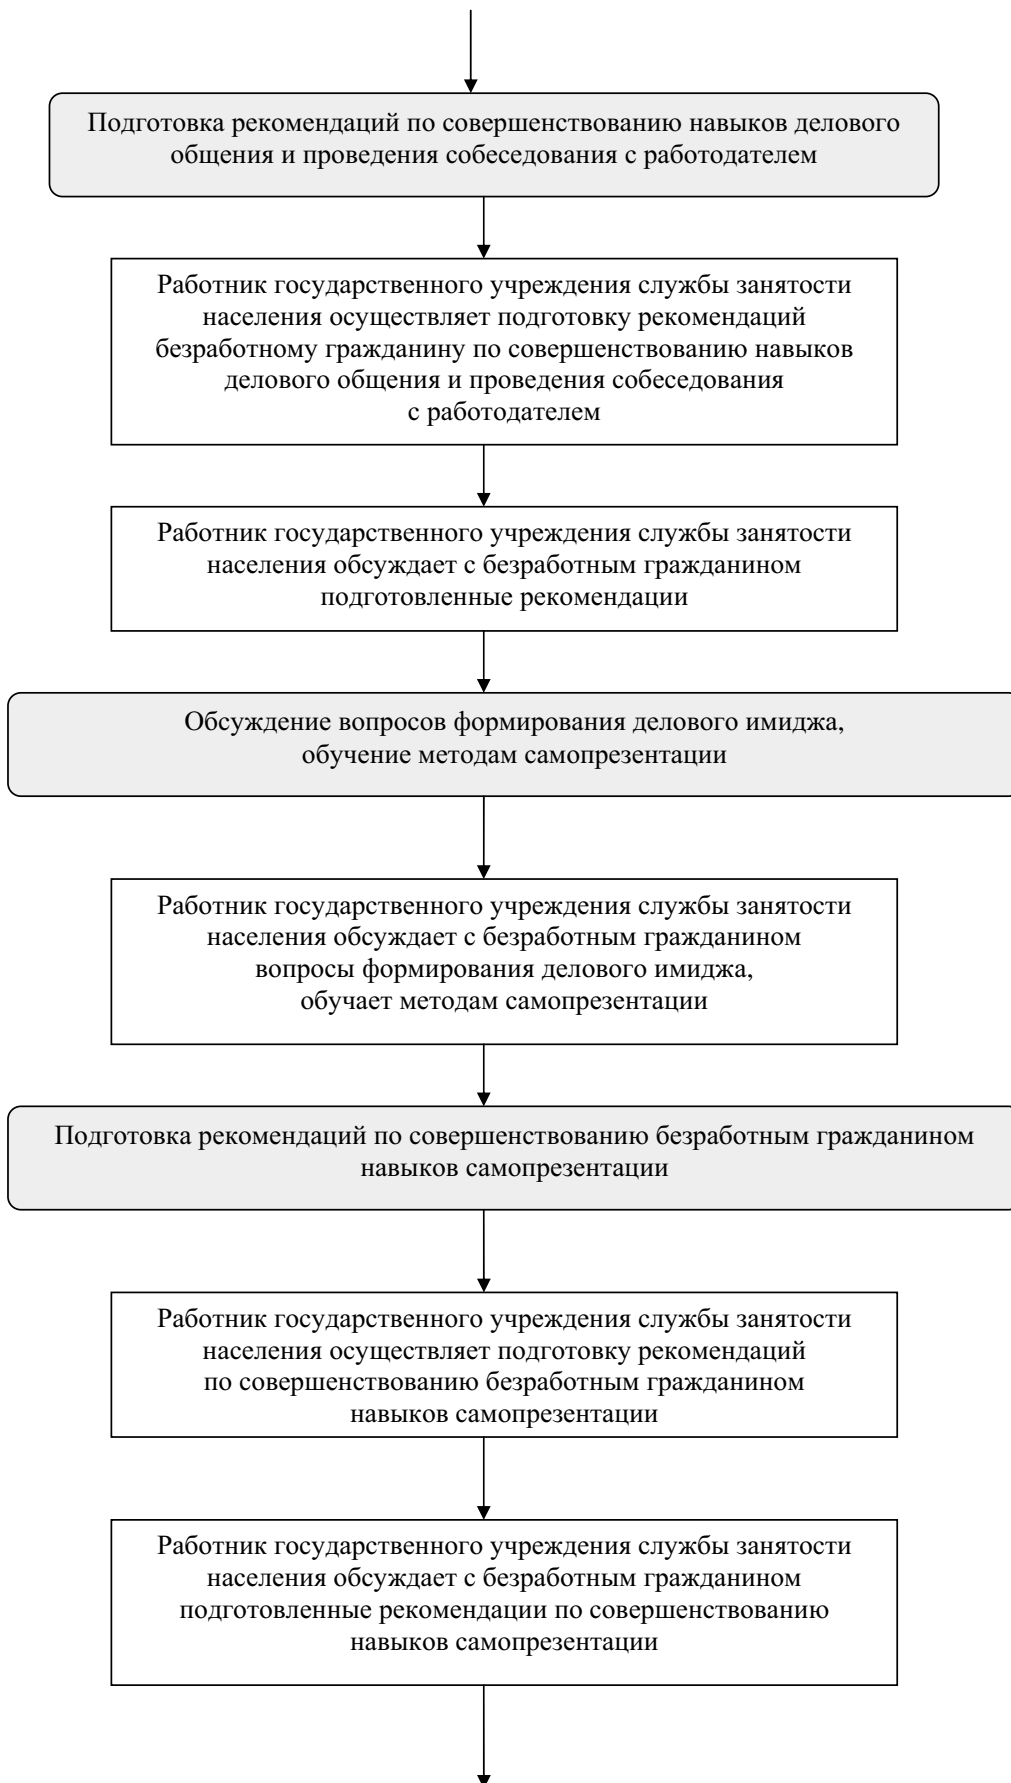 Подготовка рекомендаций по совершенствованию навыков делового
общения и проведения собеседования с работодателем
Работник государственного учреждения службы занятости
населения осуществляет подготовку рекомендаций
безработному гражданину по совершенствованию навыков
делового общения и проведения собеседования
с работодателем
Работник государственного учреждения службы занятости
населения обсуждает с безработным гражданином
подготовленные рекомендации
Обсуждение вопросов формирования делового имиджа,
обучение методам самопрезентации
Работник государственного учреждения службы занятости
населения обсуждает с безработным гражданином
вопросы формирования делового имиджа,
обучает методам самопрезентации
Подготовка рекомендаций по совершенствованию безработным гражданином
навыков самопрезентации
Работник государственного учреждения службы занятости
населения осуществляет подготовку рекомендаций
по совершенствованию безработным гражданином
навыков самопрезентации
Работник государственного учреждения службы занятости
населения обсуждает с безработным гражданином
подготовленные рекомендации по совершенствованию
навыков самопрезентации